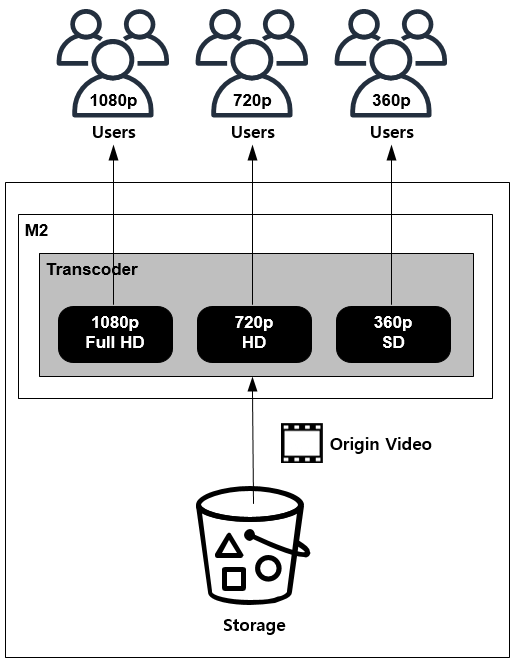 1080p
720p
360p
Users
Users
Users
M2
Transcoder
1080p
Full HD
720p
HD
360p
SD
Origin Video
Storage